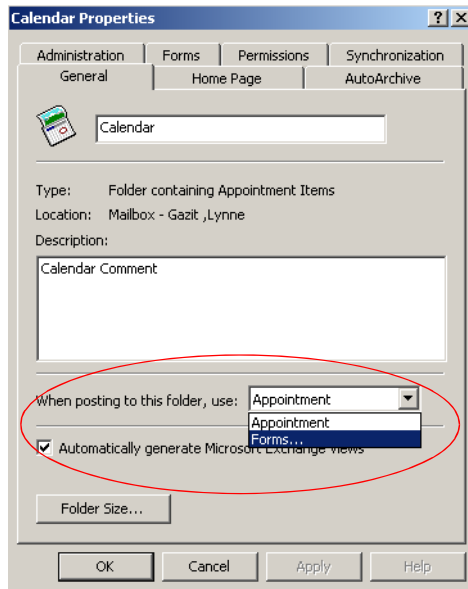 Calendar Properties
Administration Forms Permissions Synchronization
General Home Page AutoArchive
Calendar
Type: Folder containing Appointment Items
Location: Mailbox - Gazit ,Lynne
Description:
Calendar Comment
When posting to this folder, use: Appointment
Appointment
Forms...
Automatically generate Microsoft Exchange views
Folder Size...
OK Cancel Apply Help